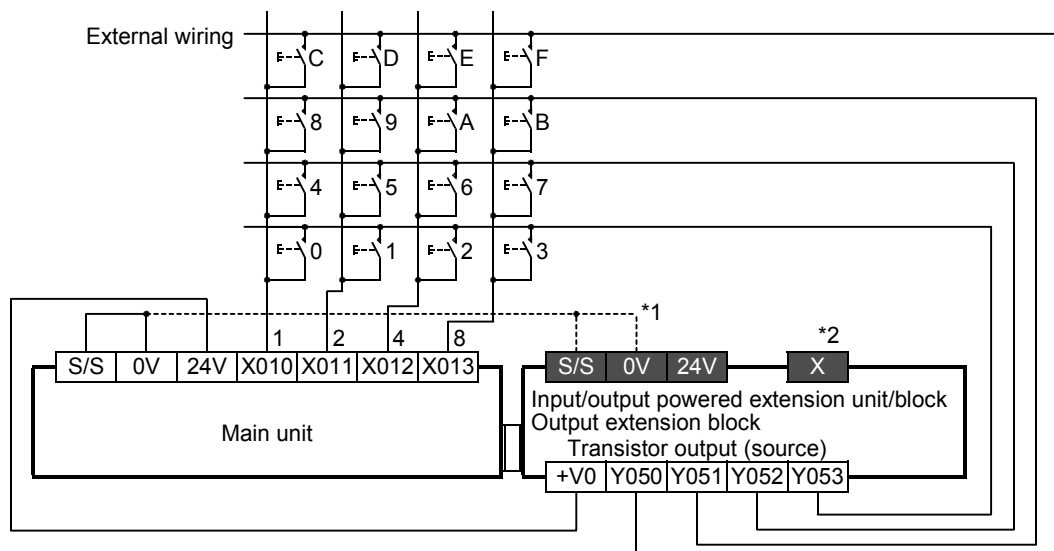 External wiring
C D E F
8 9 A B
4 5 6 7
0 1 2 3
*1
1 2 4 8 *2
S/S 0V 24V X010 X011 X012 X013 S/S 0V 24V X
Input/output powered extension unit/block
Output extension block
Main unit
Transistor output (source)
+V0 Y050 Y051 Y052 Y053